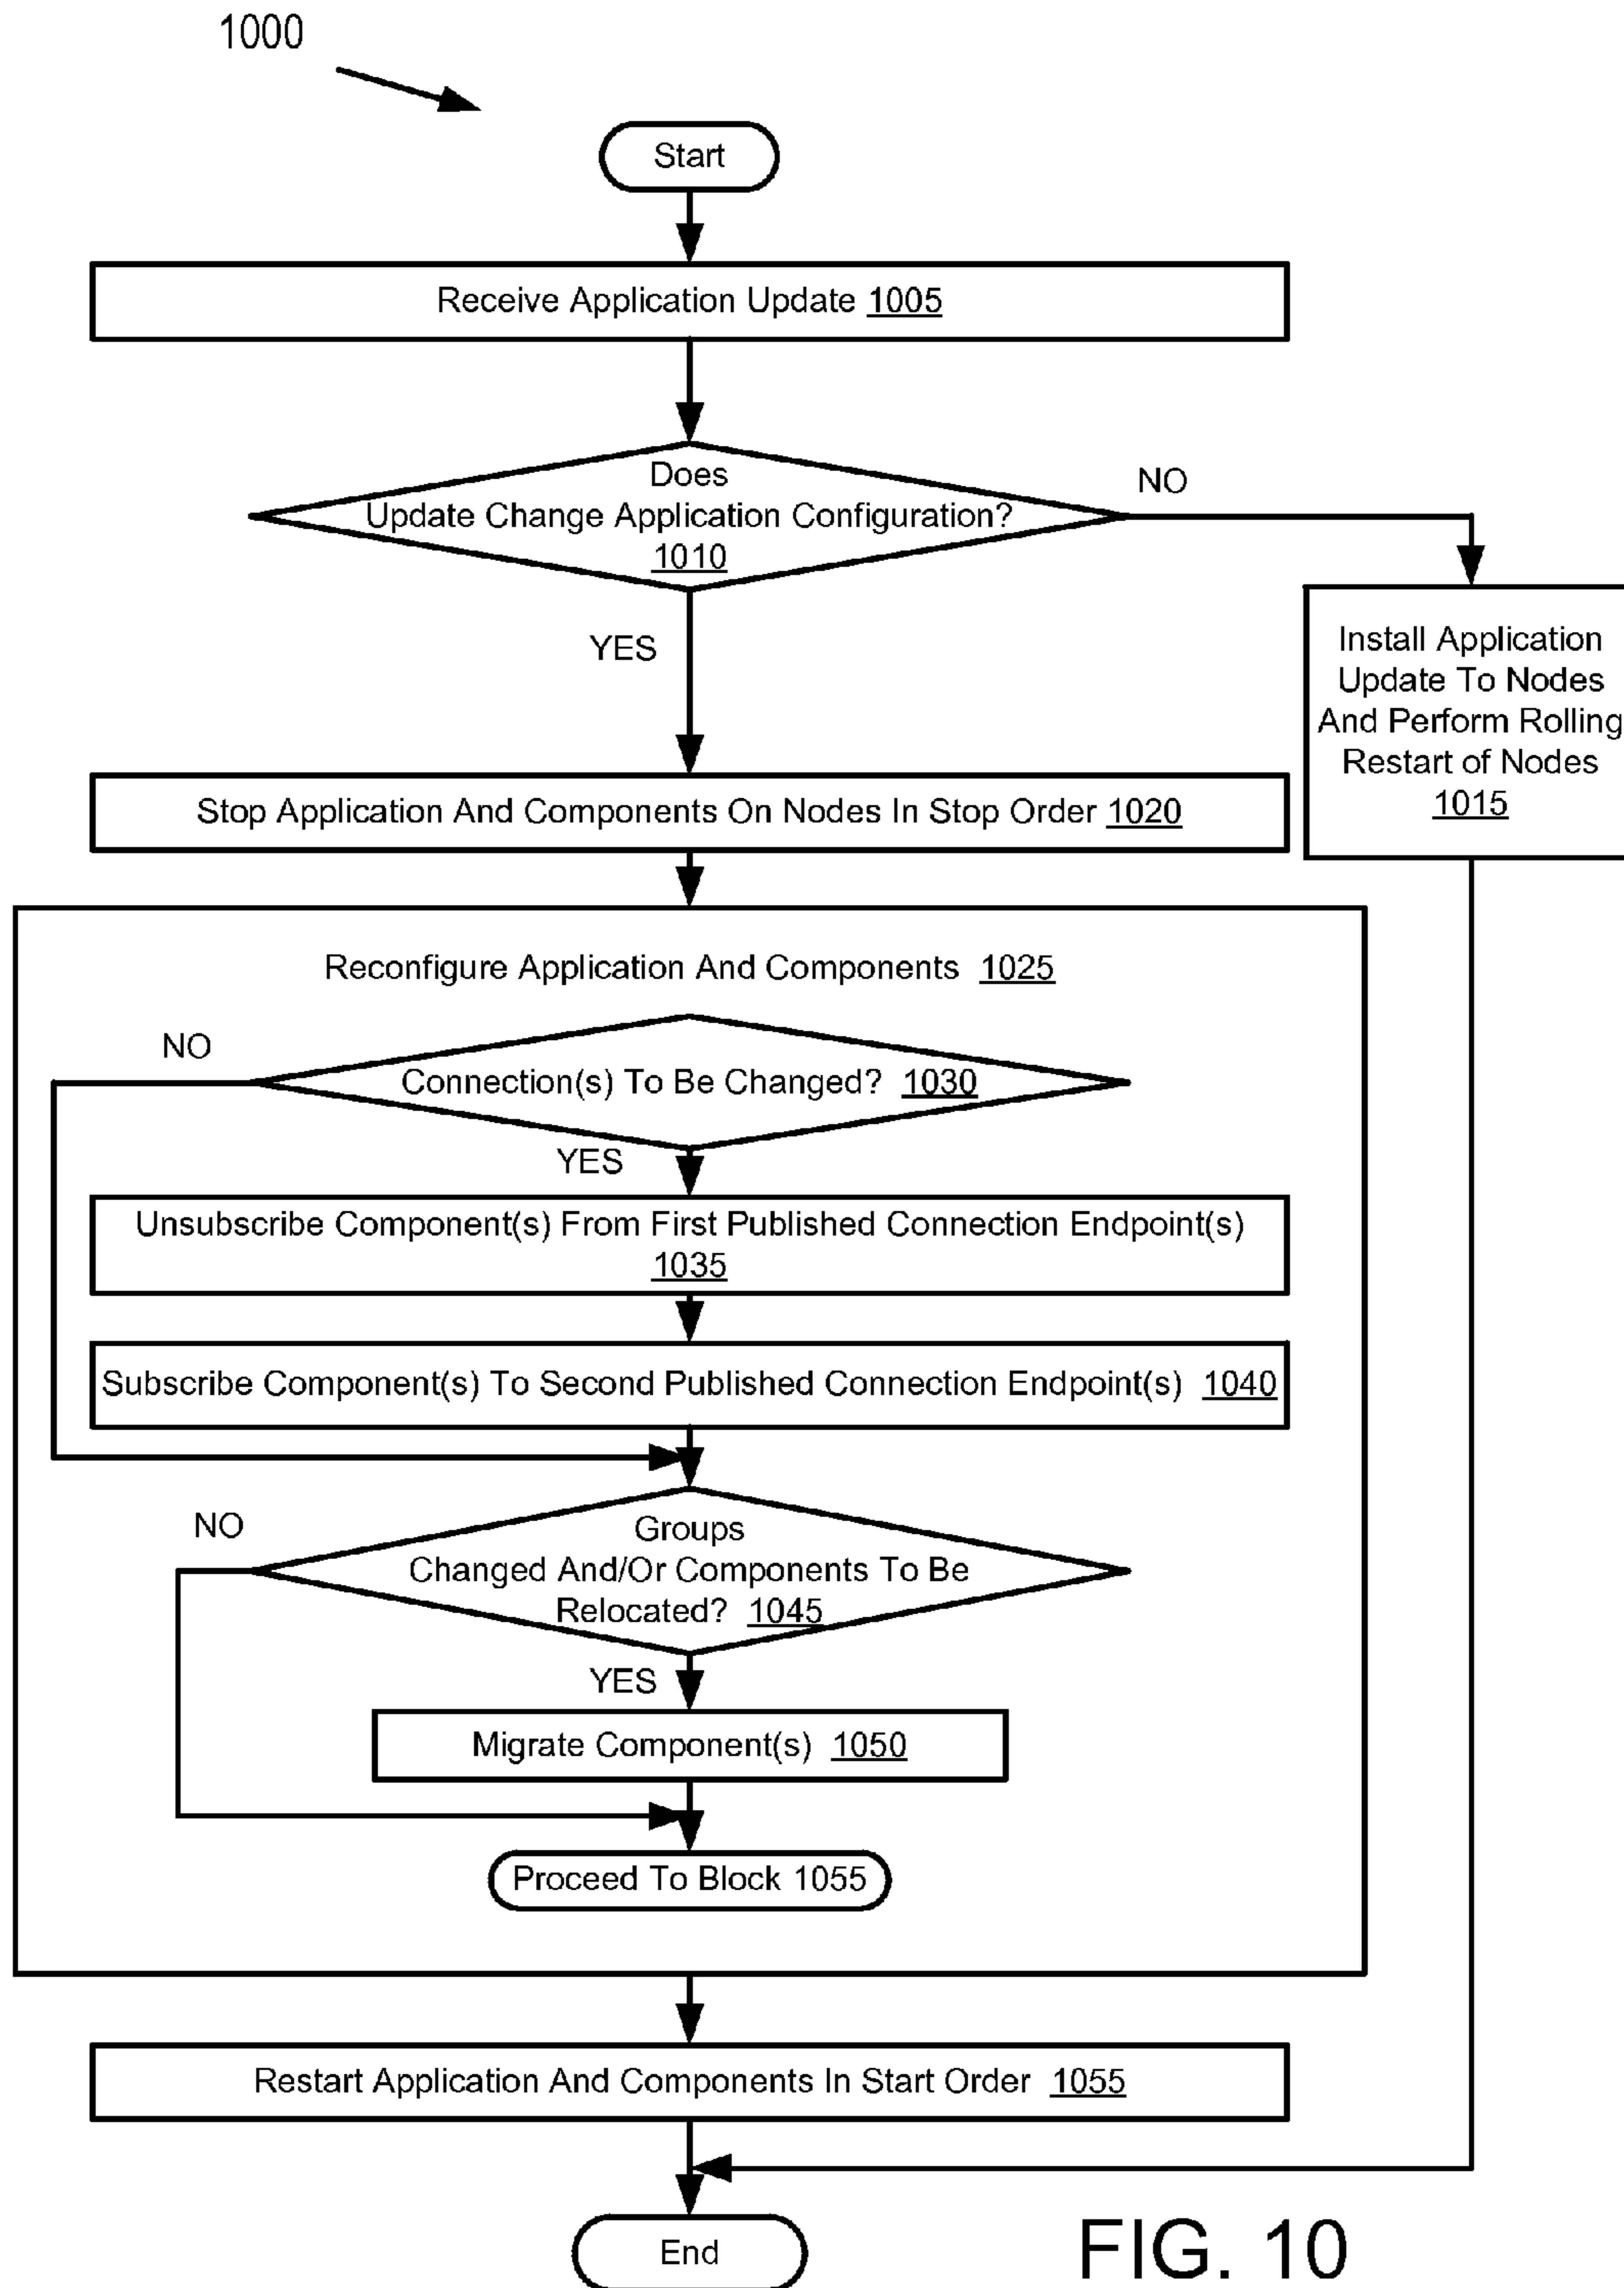 1000
Start
Receive Application Update 1005
Does
Update Change Application Configuration?
1010
NO
YES
Install Application
Update To Nodes
And Perform Rolling
Restart of Nodes
1015
Stop Application And Components On Nodes In Stop Order 1020
Reconfigure Application And Components 1025
NO
Connection(s) To Be Changed? 1030
YES
Unsubscribe Component(s) From First Published Connection Endpoint(s)
1035
Subscribe Component(s) To Second Published Connection Endpoint(s) 1040
NO
Groups
Changed And/Or Components To Be
Relocated? 1045
YES
Migrate Component(s) 1050
Proceed To Block 1055
Restart Application And Components In Start Order 1055
End
FIG. 10